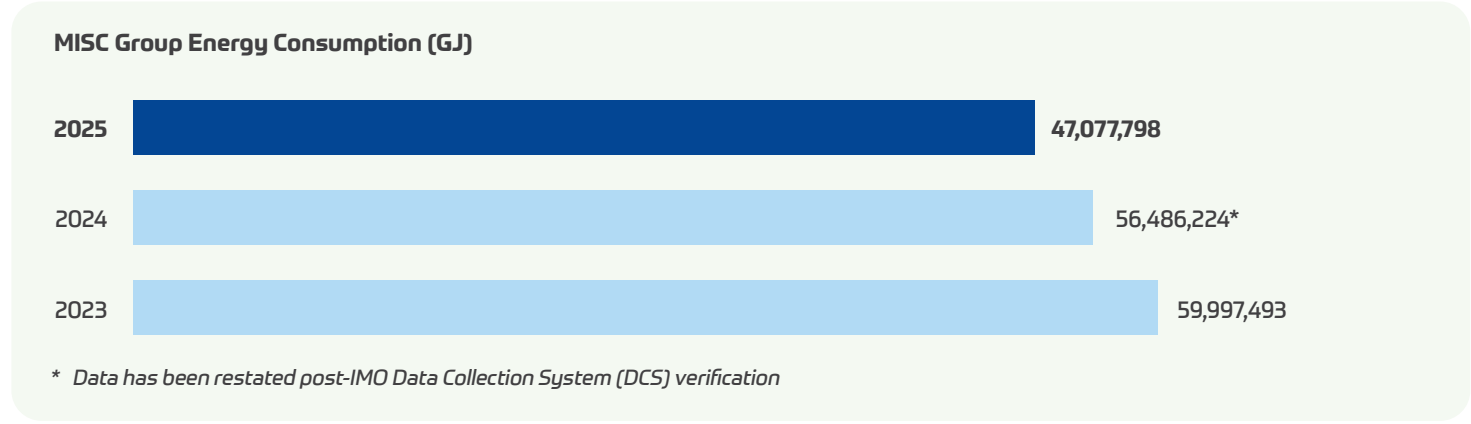 MISC Group Energy Consumption (GJ)
2025 47,077,798
2024 56,486,224*
2023 59,997,493
* Data has been restated post-IMO Data Collection System (DCS) verification